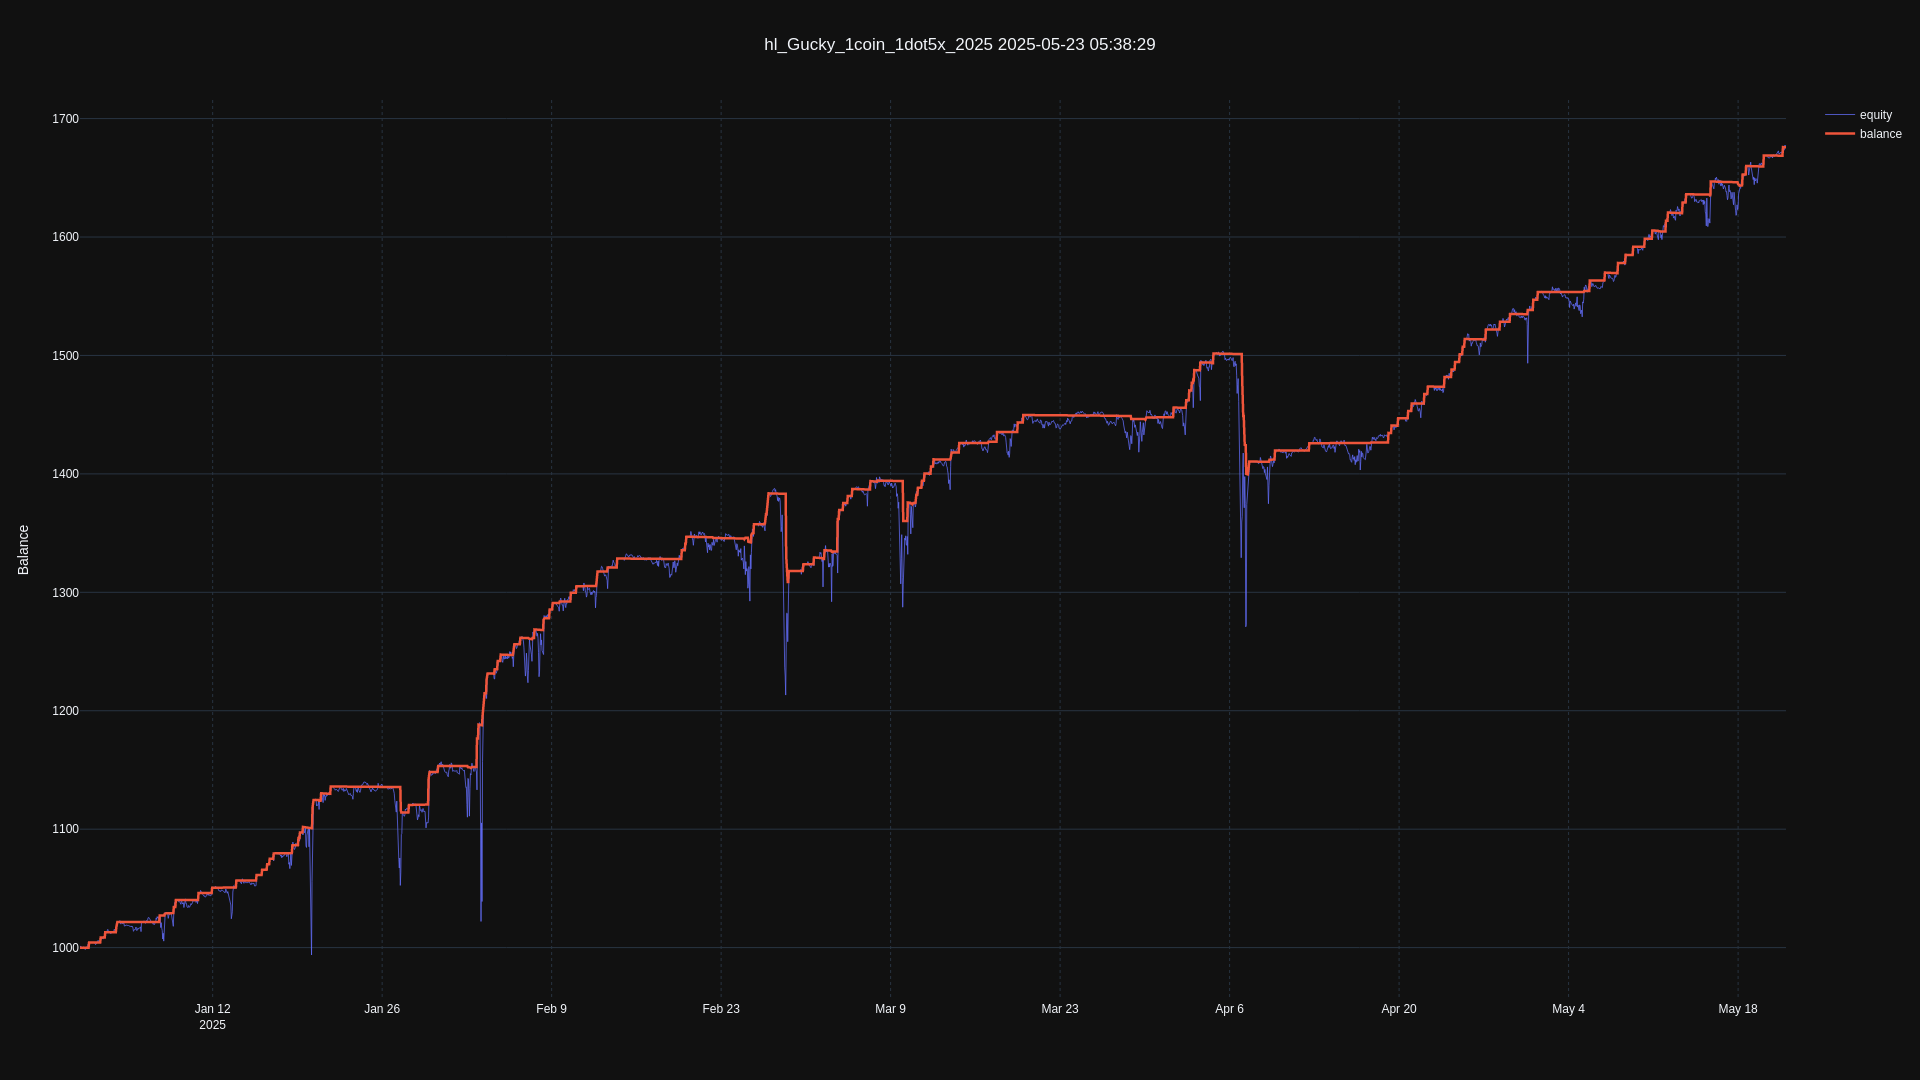 hl_Gucky_1coin_1dot5x_2025 2025-05-23 05:38:29
equity
balance
Balance
1700
1600
1500
1400
1300
1200
1100
1000
Jan 12
2025
Jan 26
Feb 9
Feb 23
Mar 9
Mar 23
Apr 6
Apr 20
May 4
May 18